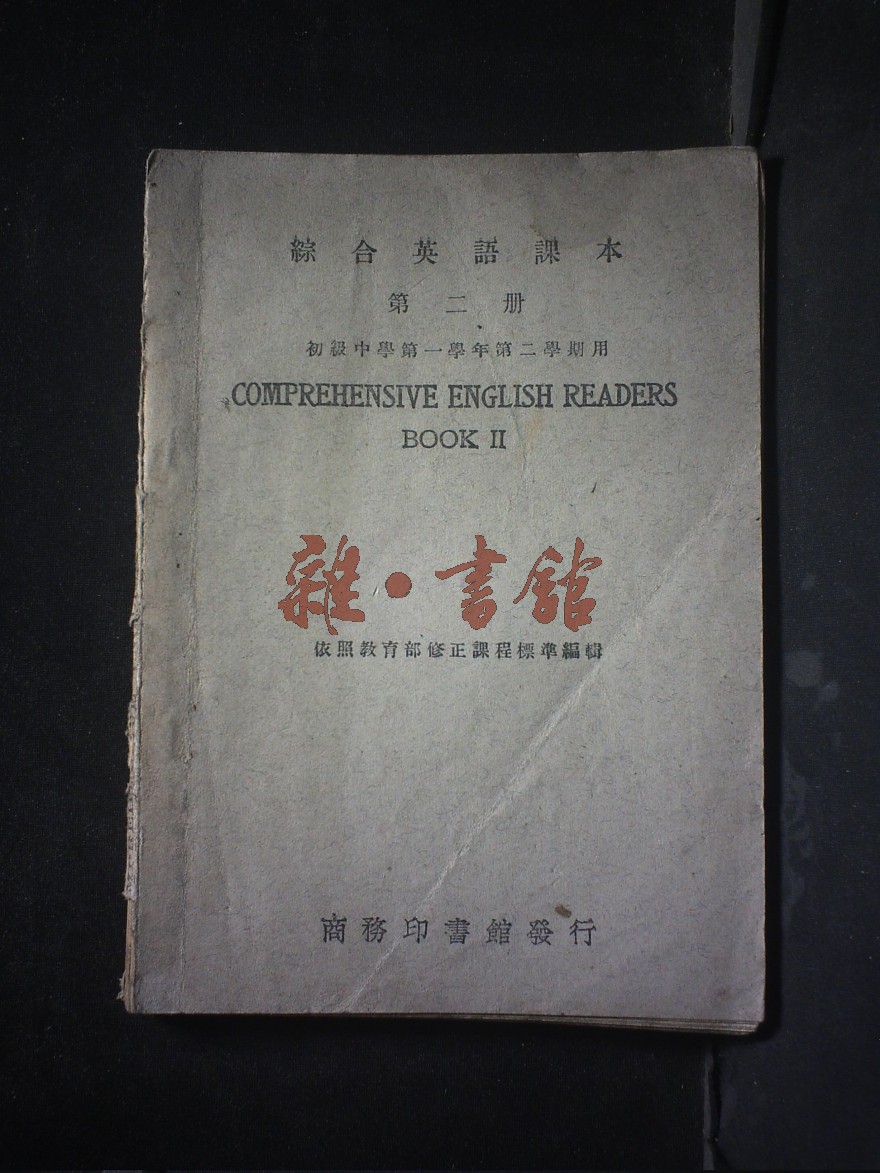 綜合英語課本
第二册
初級中學第一學年第二學期用
COMPREHENSIVE ENGLISH READERS
BOOK II
雜·書館
依照教育部修正課程標準編輯
商務印書館發行